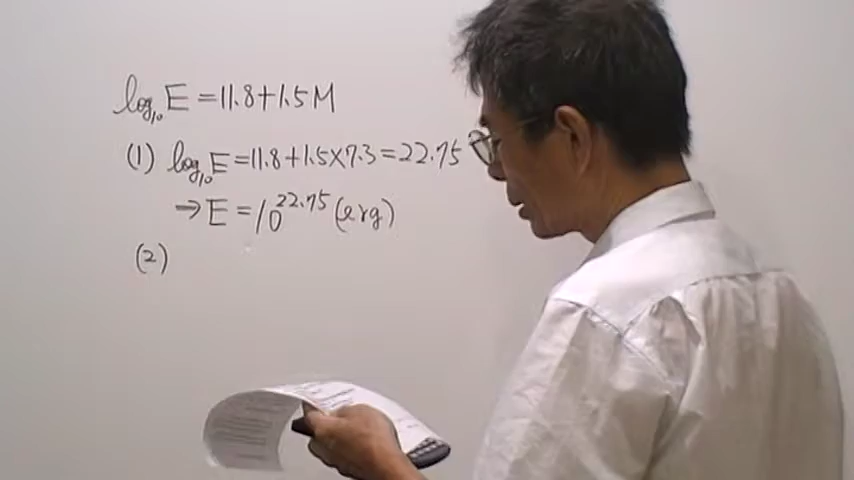 log₁₀E=11.8+1.5M
(1) log₁₀E=11.8+1.5×7.3=22.75
→E=10^22.75(erg)
(2)